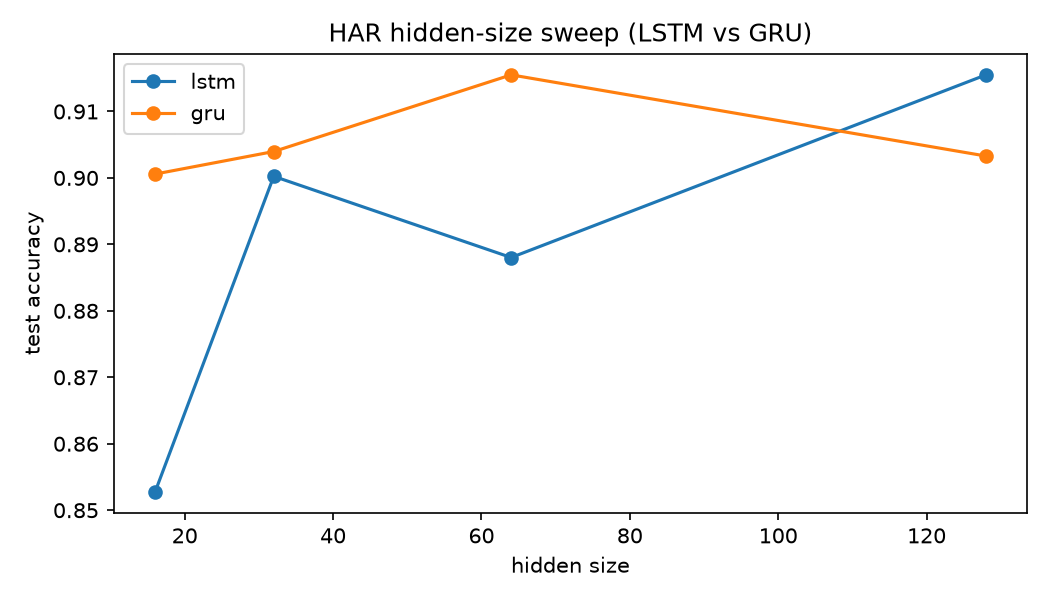 HAR hidden-size sweep (LSTM vs GRU)
lstm
gru
test accuracy
0.91
0.90
0.89
0.88
0.87
0.86
0.85
20 40 60 80 100 120
hidden size